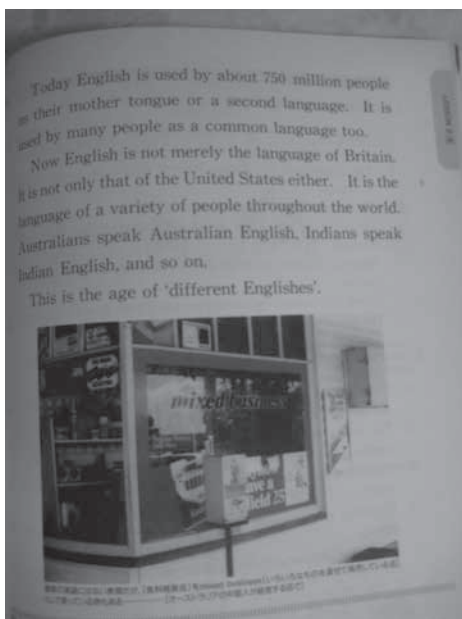 Today English is used by about 750 million people
as their mother tongue or a second language. It is
used by many people as a common language too.
Now English is not merely the language of Britain.
It is not only that of the United States either. It is the
language of a variety of people throughout the world.
Australians speak Australian English, Indians speak
Indian English, and so on.
This is the age of 'different Englishes'.
mixed business